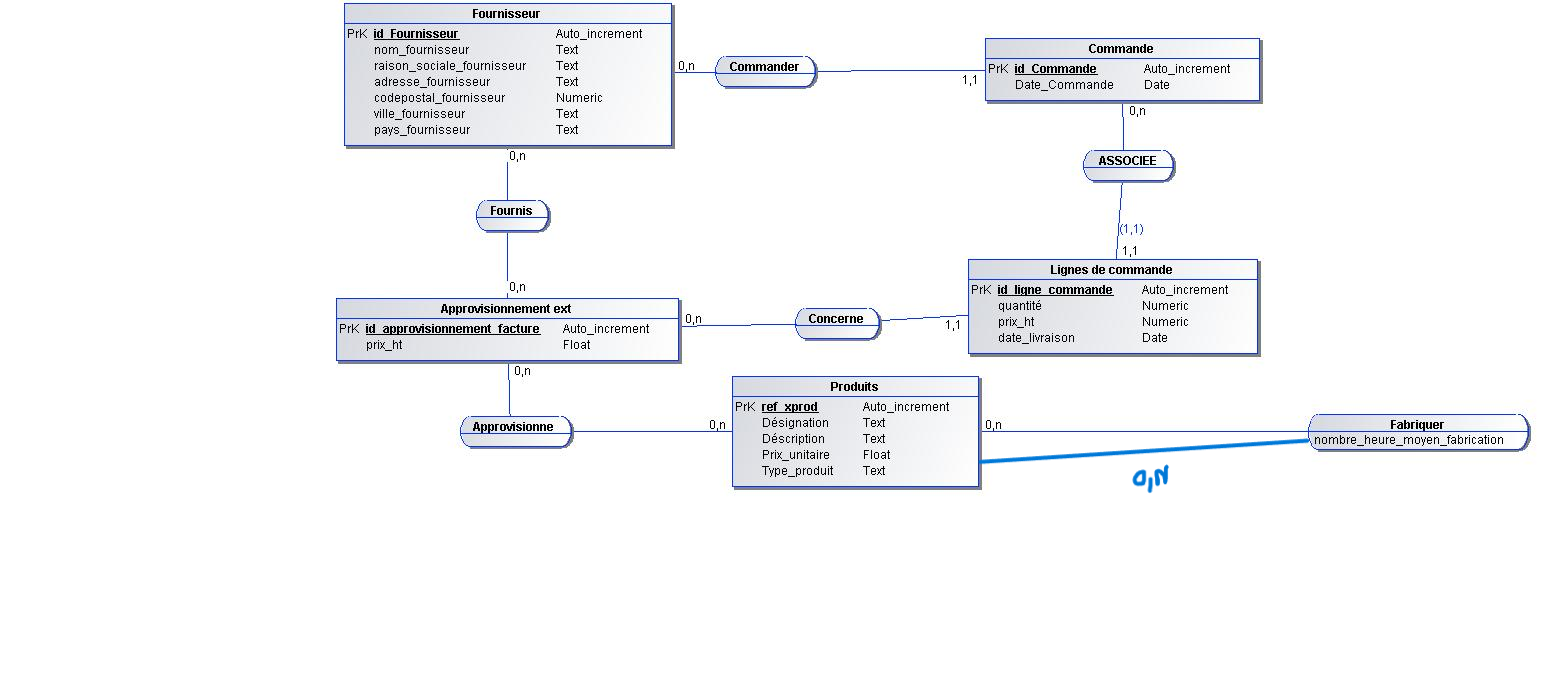 Fournisseur
PrK id_Fournisseur Auto_increment
nom_fournisseur Text
raison_sociale_fournisseur Text
adresse_fournisseur Text
codepostal_fournisseur Numeric
ville_fournisseur Text
pays_fournisseur Text
0,n
Commander
1,1
Commande
PrK id_Commande Auto_increment
Date_Commande Date
0,n
ASSOCIEE
(1,1)
1,1
0,n
Fournis
0,n
Lignes de commande
PrK id_ligne_commande Auto_increment
quantité Numeric
prix_ht Numeric
date_livraison Date
Approvisionnement ext
PrK id_approvisionnement_facture Auto_increment
prix_ht Float
0,n
Concerne
1,1
0,n
Approvisionne
0,n
Produits
PrK ref_xprod Auto_increment
Désignation Text
Déscription Text
Prix_unitaire Float
Type_produit Text
0,n
Fabriquer
nombre_heure_moyen_fabrication
0,N